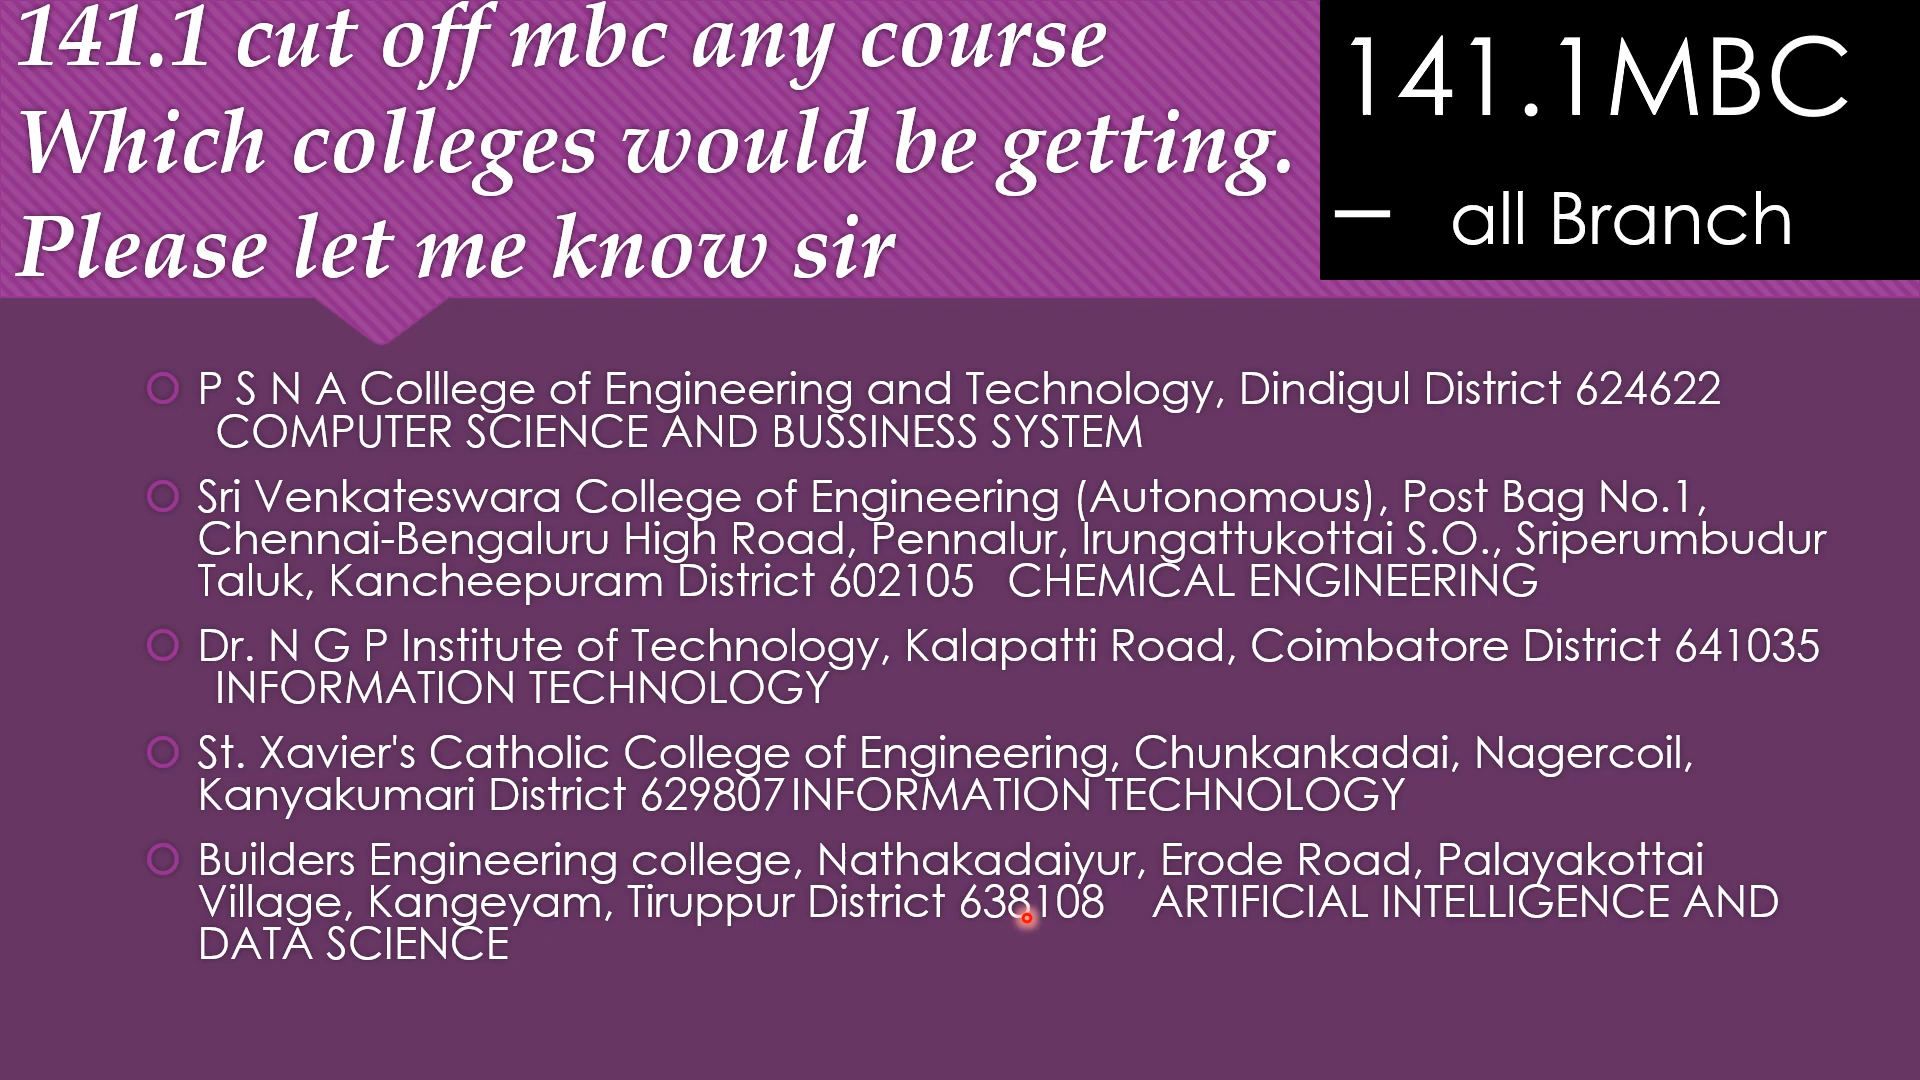 141.1 cut off mbc any course
Which colleges would be getting.
Please let me know sir
141.1MBC
– all Branch
P S N A Colllege of Engineering and Technology, Dindigul District 624622
COMPUTER SCIENCE AND BUSSINESS SYSTEM
Sri Venkateswara College of Engineering (Autonomous), Post Bag No.1,
Chennai-Bengaluru High Road, Pennalur, Irungattukottai S.O., Sriperumbudur
Taluk, Kancheepuram District 602105 CHEMICAL ENGINEERING
Dr. N G P Institute of Technology, Kalapatti Road, Coimbatore District 641035
INFORMATION TECHNOLOGY
St. Xavier's Catholic College of Engineering, Chunkankadai, Nagercoil,
Kanyakumari District 629807 INFORMATION TECHNOLOGY
Builders Engineering college, Nathakadaiyur, Erode Road, Palayakottai
Village, Kangeyam, Tiruppur District 638108 ARTIFICIAL INTELLIGENCE AND
DATA SCIENCE